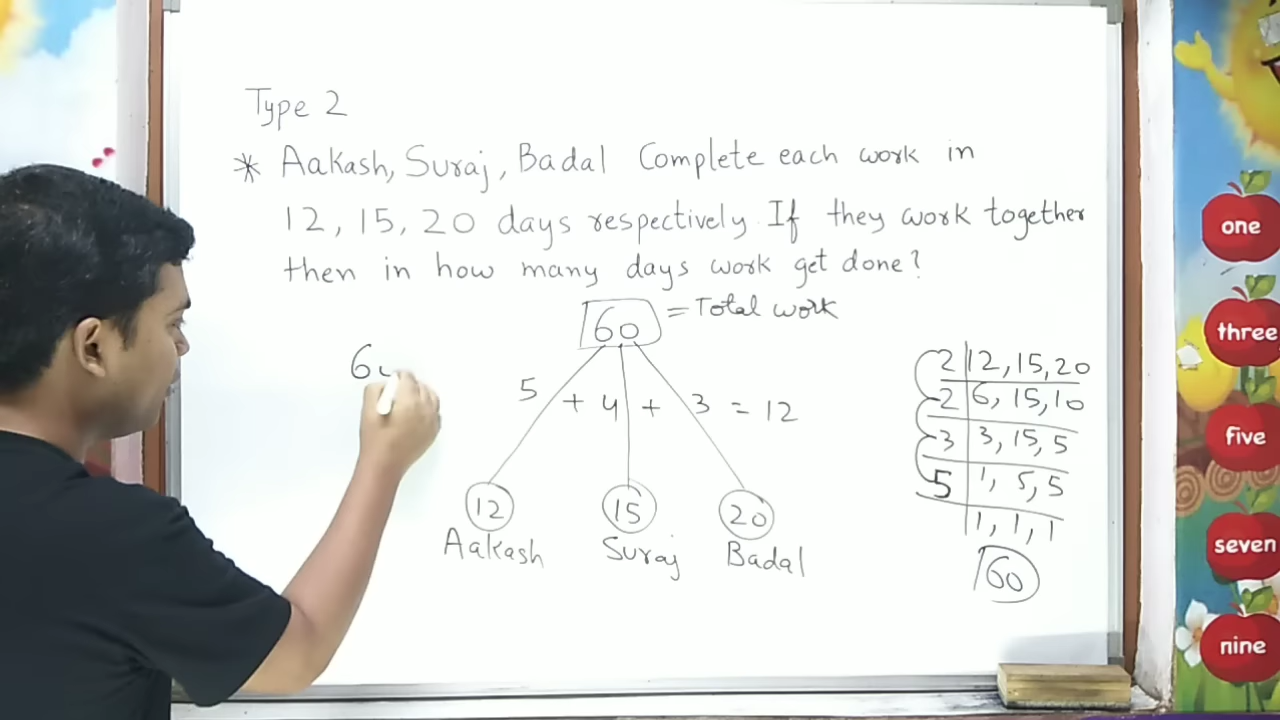 Type 2
* Aakash, Suraj, Badal Complete each work in
12, 15, 20 days respectively. If they work together
then in how many days work get done?
60 = Total work
5 + 4 + 3 = 12
12 15 20
Aakash Suraj Badal
2 12, 15, 20
2 6, 15, 10
3 3, 15, 5
5 1, 5, 5
1, 1, 1
60
one
three
five
seven
nine